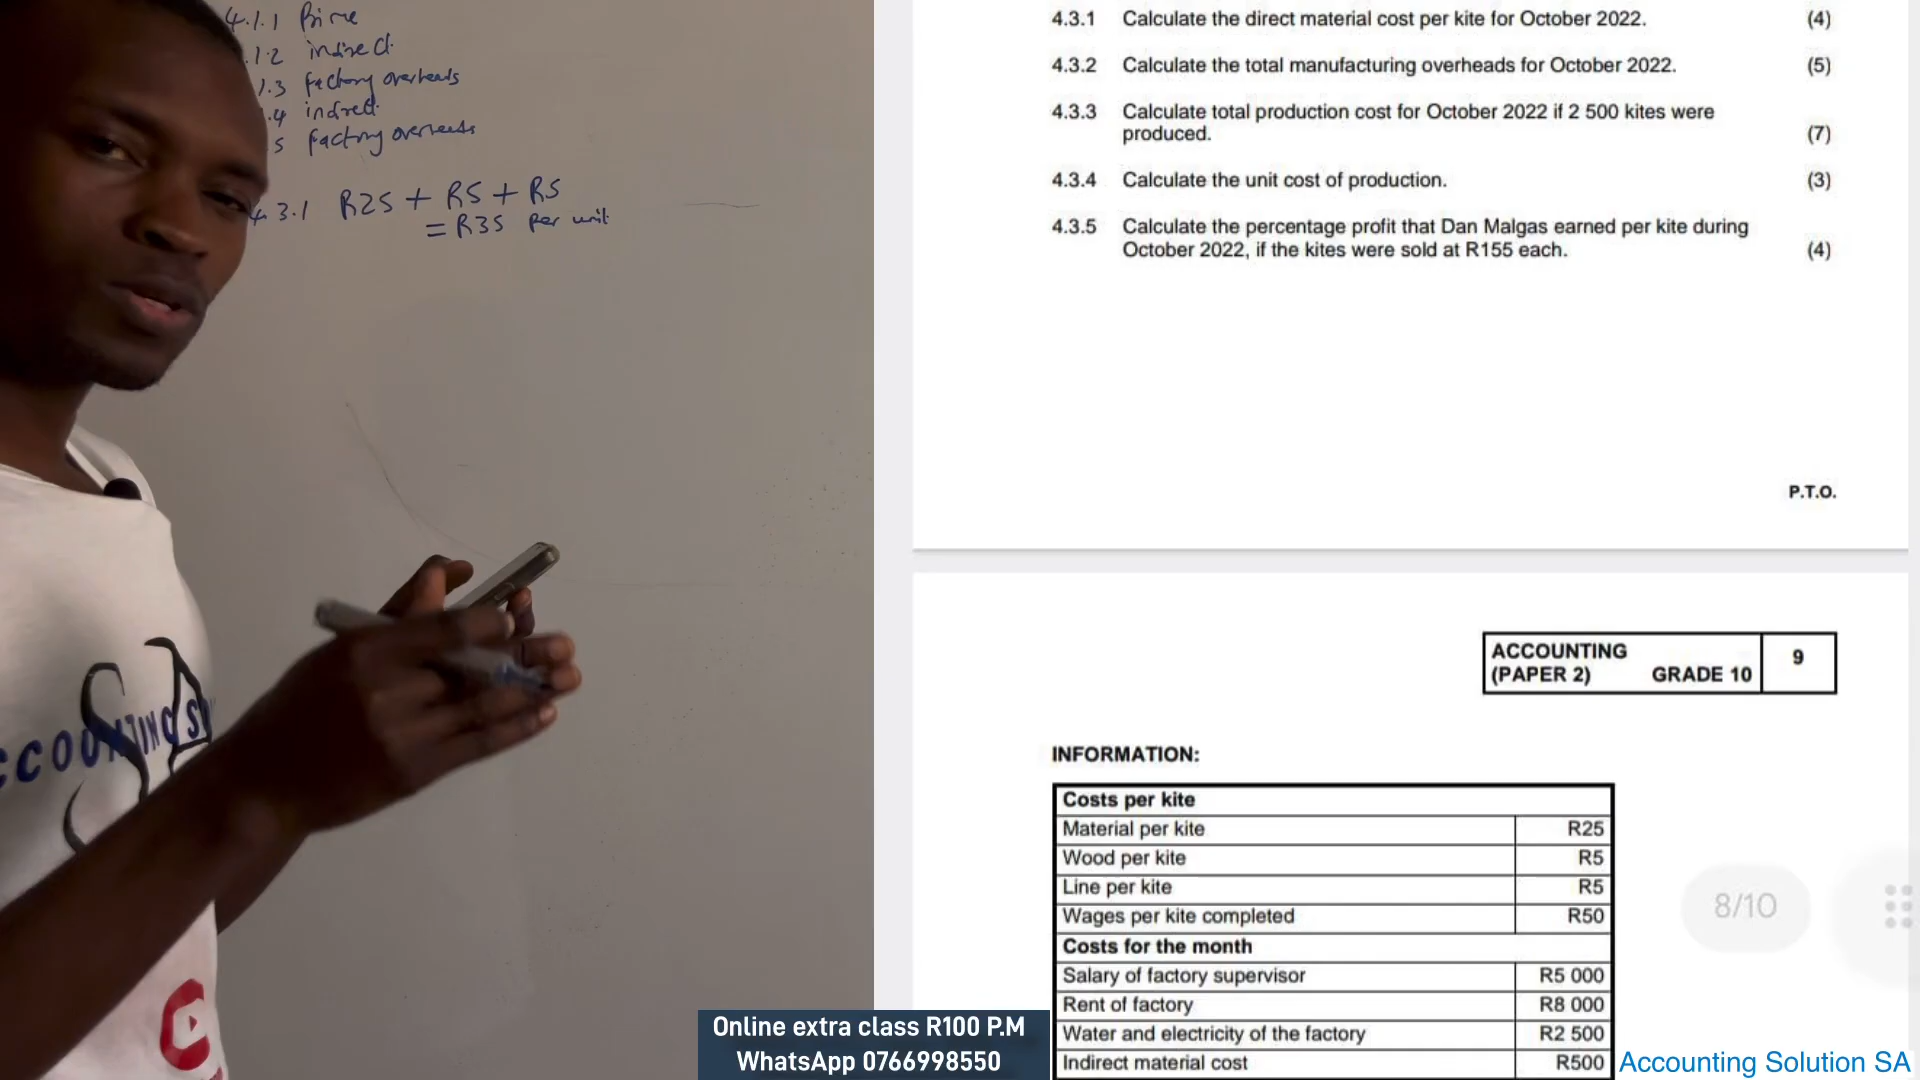 4.1.1 Prime
1.2 indirect
1.3 factory overheads
.4 indirect
5 factory overheads
4.3.1 R25 + R5 + R5
= R35 per unit
CCOUNTING S
4.3.1 Calculate the direct material cost per kite for October 2022. (4)
4.3.2 Calculate the total manufacturing overheads for October 2022. (5)
4.3.3 Calculate total production cost for October 2022 if 2 500 kites were
produced. (7)
4.3.4 Calculate the unit cost of production. (3)
4.3.5 Calculate the percentage profit that Dan Malgas earned per kite during
October 2022, if the kites were sold at R155 each. (4)
P.T.O.
ACCOUNTING
(PAPER 2) GRADE 10 9
INFORMATION:
Costs per kite
Material per kite R25
Wood per kite R5
Line per kite R5
Wages per kite completed R50
Costs for the month
Salary of factory supervisor R5 000
Rent of factory R8 000
Water and electricity of the factory R2 500
Indirect material cost R500
8/10
Online extra class R100 P.M
WhatsApp 0766998550
Accounting Solution SA